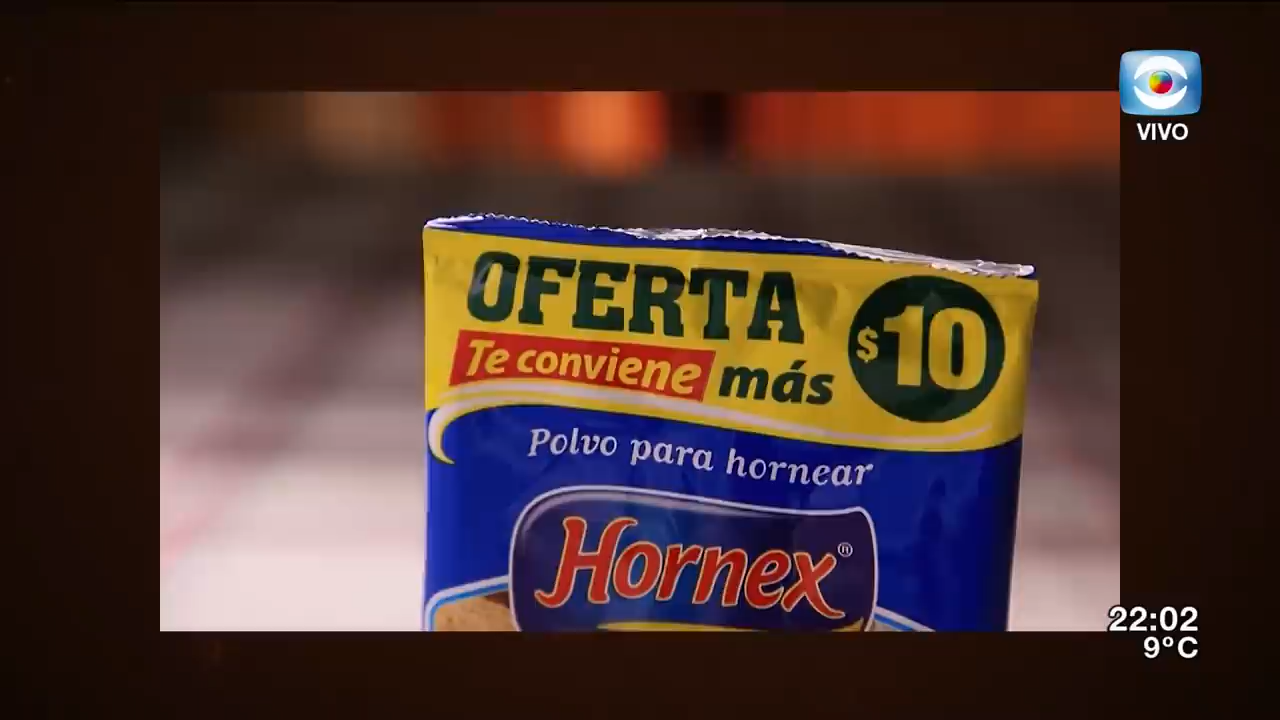 VIVO
OFERTA
$10
Te conviene más
Polvo para hornear
Hornex®
22:02
9°C